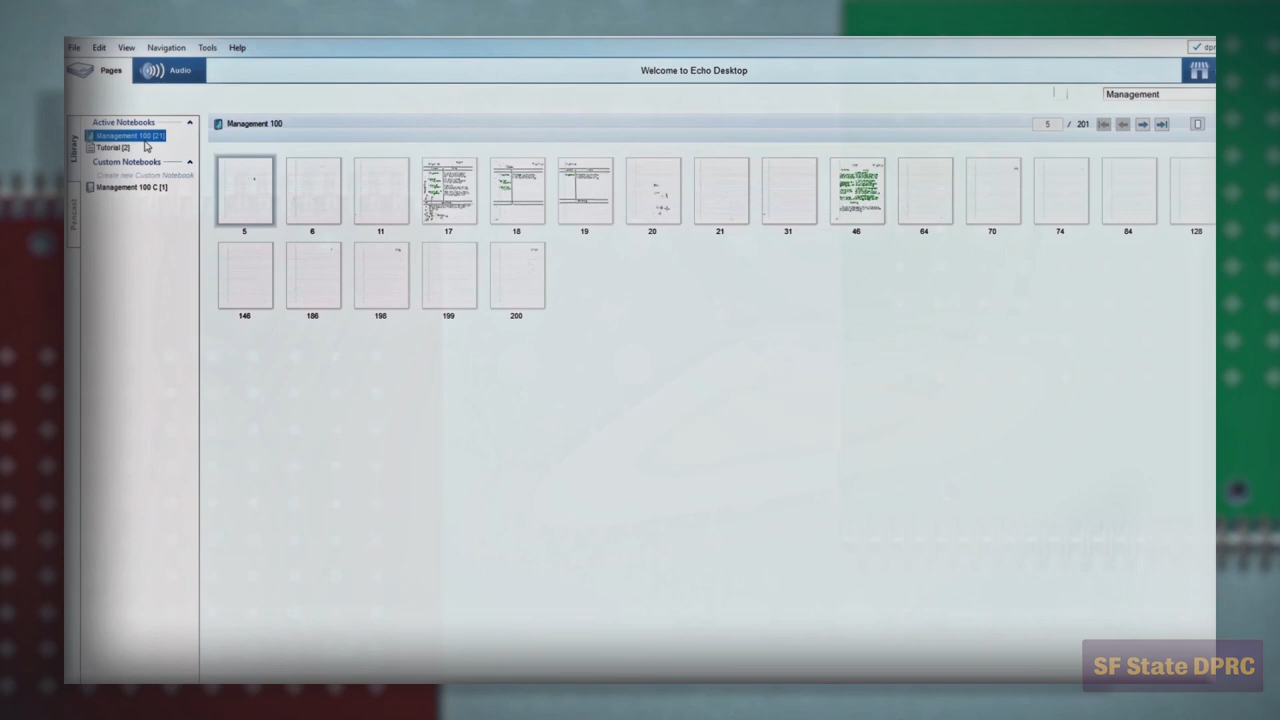 File Edit View Navigation Tools Help
Pages Audio Welcome to Echo Desktop
Management
Library
Pencast
Active Notebooks
Management 100 [21]
Tutorial [2]
Custom Notebooks
Create new Custom Notebook
Management 100 C [1]
Management 100 5 / 201
5 6 11 17 18 19 20 21 31 46 64 70 74 84 128
146 186 198 199 200
SF State DPRC